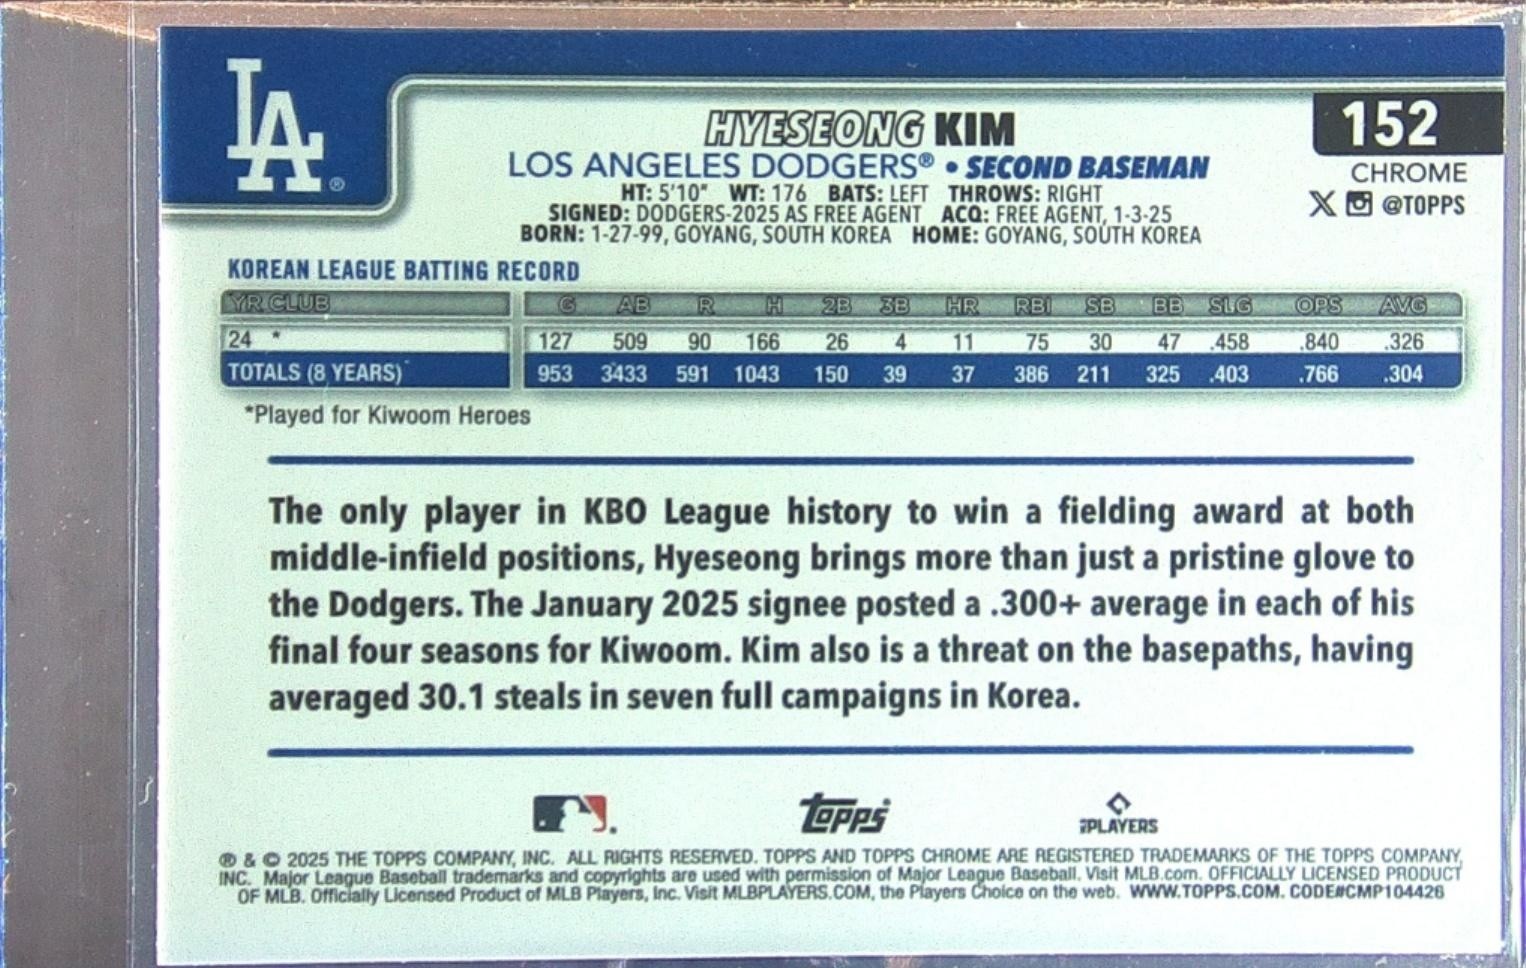 LA®
HYESEONG KIM
152
LOS ANGELES DODGERS® • SECOND BASEMAN
CHROME
HT: 5'10" WT: 176 BATS: LEFT THROWS: RIGHT
@TOPPS
SIGNED: DODGERS-2025 AS FREE AGENT ACQ: FREE AGENT, 1-3-25
BORN: 1-27-99, GOYANG, SOUTH KOREA HOME: GOYANG, SOUTH KOREA
KOREAN LEAGUE BATTING RECORD
YR CLUB G AB R H 2B 3B HR RBI SB BB SLG OPS AVG
24 * 127 509 90 166 26 4 11 75 30 47 .458 .840 .326
TOTALS (8 YEARS) 953 3433 591 1043 150 39 37 386 211 325 .403 .766 .304
*Played for Kiwoom Heroes
The only player in KBO League history to win a fielding award at both
middle-infield positions, Hyeseong brings more than just a pristine glove to
the Dodgers. The January 2025 signee posted a .300+ average in each of his
final four seasons for Kiwoom. Kim also is a threat on the basepaths, having
averaged 30.1 steals in seven full campaigns in Korea.
Topps
PLAYERS
® & © 2025 THE TOPPS COMPANY, INC. ALL RIGHTS RESERVED. TOPPS AND TOPPS CHROME ARE REGISTERED TRADEMARKS OF THE TOPPS COMPANY,
INC. Major League Baseball trademarks and copyrights are used with permission of Major League Baseball. Visit MLB.com. OFFICIALLY LICENSED PRODUCT
OF MLB. Officially Licensed Product of MLB Players, Inc. Visit MLBPLAYERS.COM, the Players Choice on the web. WWW.TOPPS.COM. CODE#CMP104426